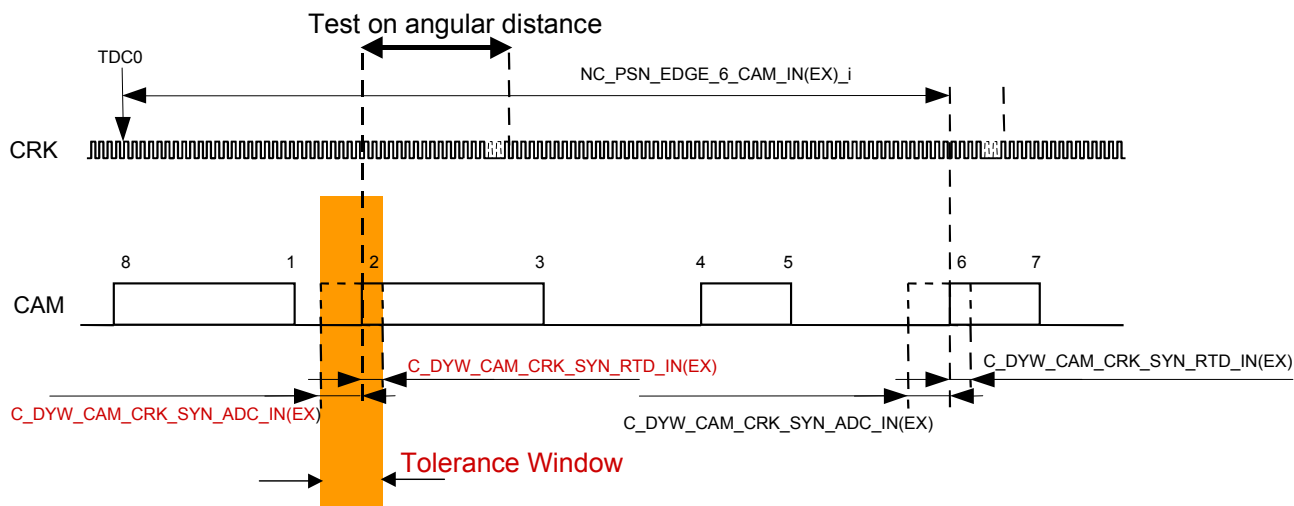 Test on angular distance
TDC0
NC_PSN_EDGE_6_CAM_IN(EX)_i
CRK
8 1 2 3 4 5 6 7
CAM
C_DYW_CAM_CRK_SYN_RTD_IN(EX)
C_DYW_CAM_CRK_SYN_RTD_IN(EX)
C_DYW_CAM_CRK_SYN_ADC_IN(EX)
C_DYW_CAM_CRK_SYN_ADC_IN(EX)
Tolerance Window